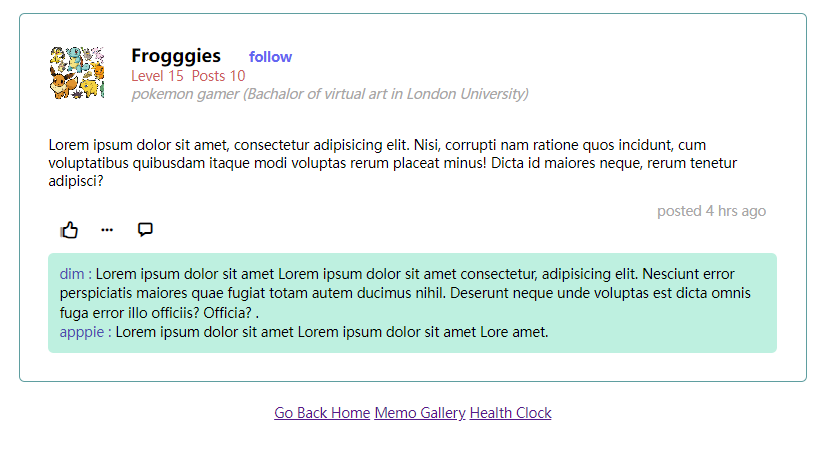 Frogggies follow
Level 15 Posts 10
pokemon gamer (Bachalor of virtual art in London University)
Lorem ipsum dolor sit amet, consectetur adipisicing elit. Nisi, corrupti nam ratione quos incidunt, cum
voluptatibus quibusdam itaque modi voluptas rerum placeat minus! Dicta id maiores neque, rerum tenetur
adipisci?
posted 4 hrs ago
dim : Lorem ipsum dolor sit amet Lorem ipsum dolor sit amet consectetur, adipisicing elit. Nesciunt error
perspiciatis maiores quae fugiat totam autem ducimus nihil. Deserunt neque unde voluptas est dicta omnis
fuga error illo officiis? Officia? .
apppie : Lorem ipsum dolor sit amet Lorem ipsum dolor sit amet Lore amet.
Go Back Home Memo Gallery Health Clock